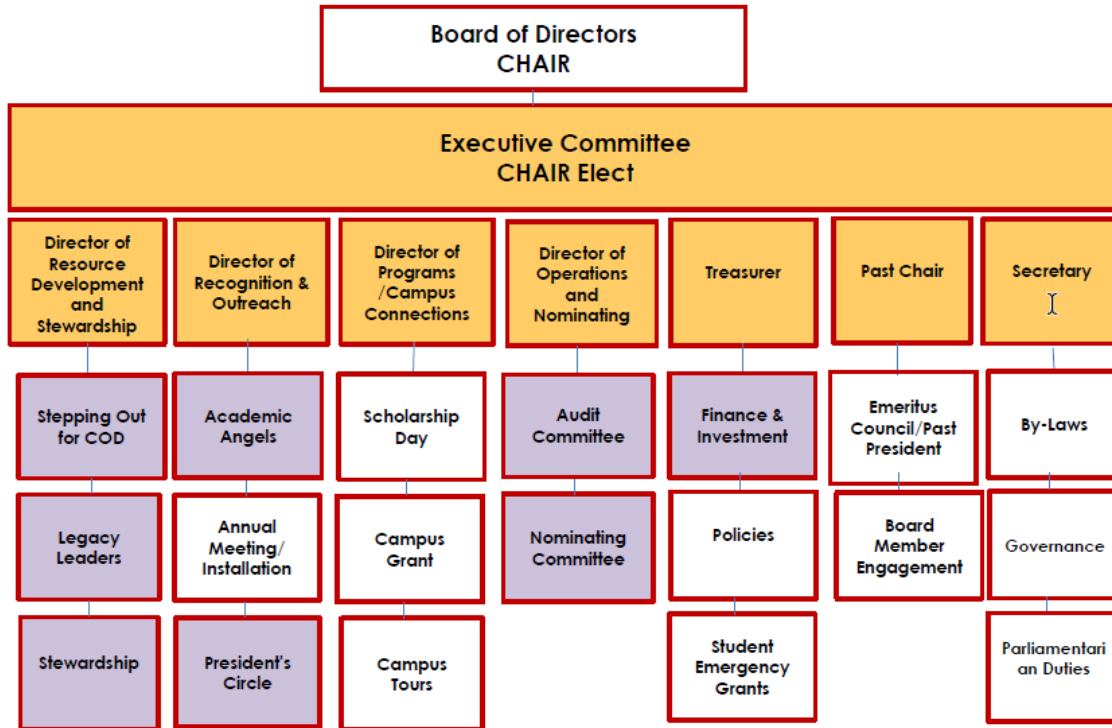 Board of Directors
CHAIR
Executive Committee
CHAIR Elect
Director of
Resource
Development
and
Stewardship
Director of
Recognition &
Outreach
Director of
Programs
/Campus
Connections
Director of
Operations
and
Nominating
Treasurer
Past Chair
Secretary
Stepping Out
for COD
Academic
Angels
Scholarship
Day
Audit
Committee
Finance &
Investment
Emeritus
Council/Past
President
By-Laws
Legacy
Leaders
Annual
Meeting/
Installation
Campus
Grant
Nominating
Committee
Policies
Board
Member
Engagement
Governance
Stewardship
President's
Circle
Campus
Tours
Student
Emergency
Grants
Parliamentari
an Duties